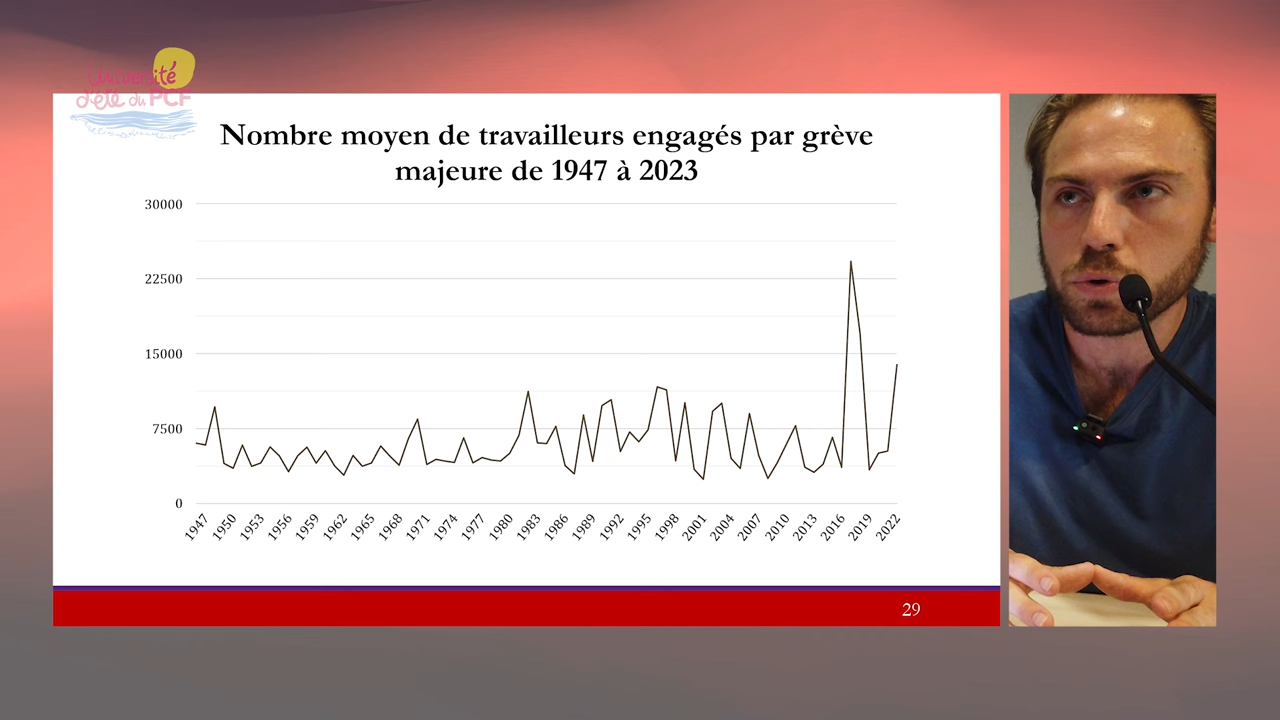 Université
d'été du PCF
Nombre moyen de travailleurs engagés par grève
majeure de 1947 à 2023
30000
22500
15000
7500
0
1947 1950 1953 1956 1959 1962 1965 1968 1971 1974 1977 1980 1983 1986 1989 1992 1995 1998 2001 2004 2007 2010 2013 2016 2019 2022
29